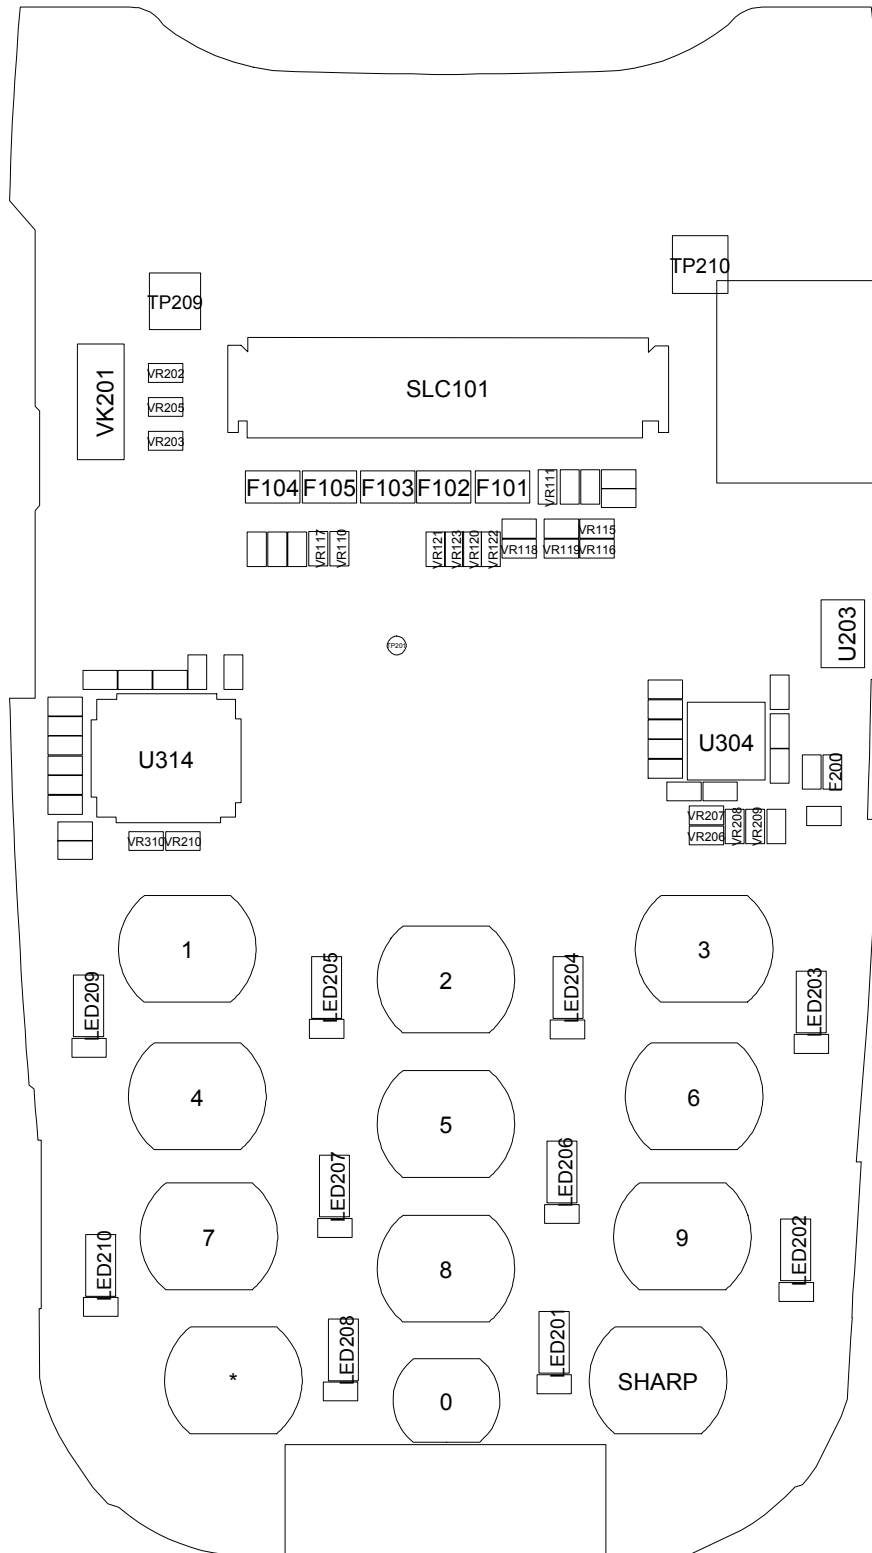 TP210
TP209
VK201
VR202
VR205
VR203
SLC101
F104
F105
F103
F102
F101
VR111
VR117
VR110
VR121
VR123
VR120
VR122
VR118
VR119
VR115
VR116
U203
TP201
U314
U304
F200
VR310
VR210
VR207
VR206
VR208
VR209
1
2
3
LED209
LED205
LED204
LED203
4
5
6
LED207
LED206
7
8
9
LED210
LED202
LED208
LED201
*
0
SHARP